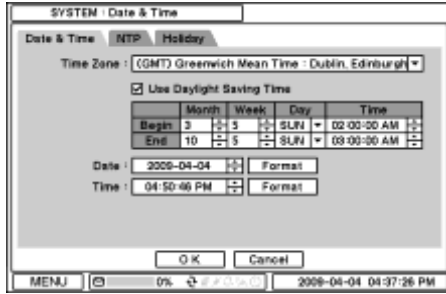 SYSTEM : Date & Time
Date & Time NTP Holiday
Time Zone : (GMT) Greenwich Mean Time : Dublin, Edinburgh
Use Daylight Saving Time
Month Week Day Time
Begin 3 5 SUN 02:00:00 AM
End 10 5 SUN 03:00:00 AM
Date : 2009-04-04 Format
Time : 04:50:46 PM Format
OK Cancel
MENU 0% 2009-04-04 04:37:26 PM